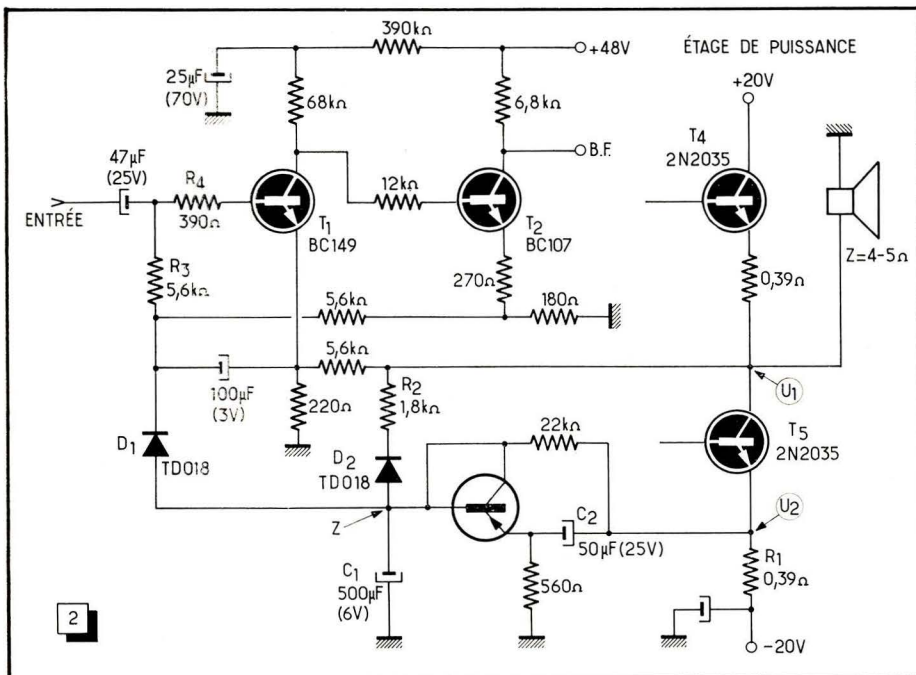 390kΩ
+48V
ÉTAGE DE PUISSANCE
25µF
(70V)
68kΩ
6,8kΩ
+20V
B.F.
T4
2N2035
47µF
(25V)
R4
390Ω
ENTRÉE
12kΩ
T1
BC149
T2
BC107
Z=4-5Ω
R3
5,6kΩ
270Ω
0,39Ω
5,6kΩ
180Ω
5,6kΩ
U1
100µF
(3V)
220Ω
R2
1,8kΩ
22kΩ
T5
2N2035
D1
TD018
D2
TD018
Z
C2
50µF(25V)
U2
C1
500µF
(6V)
560Ω
R1
0,39Ω
2
-20V